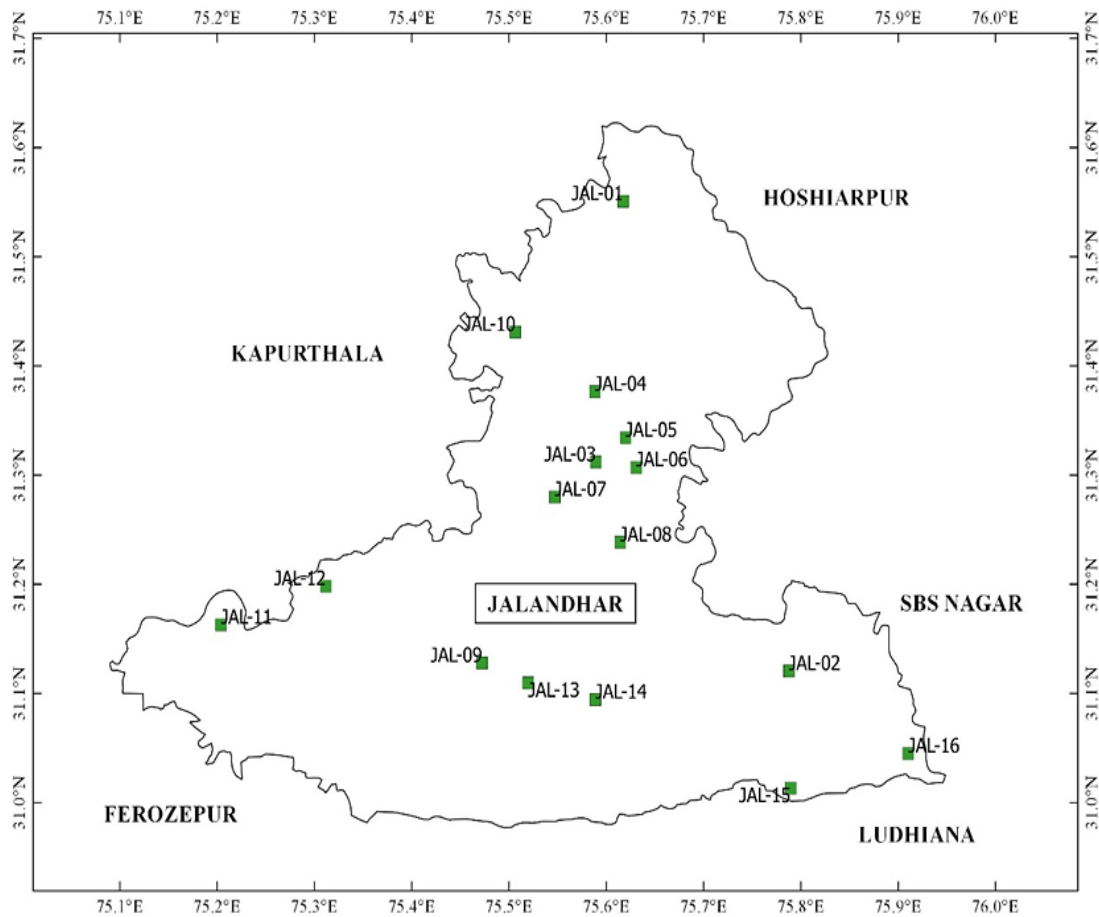 75.1°E 75.2°E 75.3°E 75.4°E 75.5°E 75.6°E 75.7°E 75.8°E 75.9°E 76.0°E
31.7°N 31.7°N
31.6°N 31.6°N
JAL-01
HOSHIARPUR
31.5°N 31.5°N
JAL-10
KAPURTHALA
31.4°N 31.4°N
JAL-04
JAL-05
JAL-03 JAL-06
31.3°N 31.3°N
JAL-07
JAL-08
31.2°N 31.2°N
JAL-12
JALANDHAR
SBS NAGAR
JAL-11
JAL-09 JAL-02
31.1°N 31.1°N
JAL-13 JAL-14
JAL-16
31.0°N 31.0°N
JAL-15
FEROZEPUR
LUDHIANA
75.1°E 75.2°E 75.3°E 75.4°E 75.5°E 75.6°E 75.7°E 75.8°E 75.9°E 76.0°E